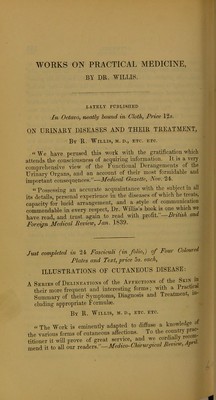 WORKS ON PRACTICAL MEDICINE,
BY DR. WILLIS.
LATELY PUBLISHED
In Octavo, neatly bound in Cloth, Price 12s.
ON URINARY DISEASES AND THEIR TREATMENT,
By R. Willis, M. D., ETC. ETC.
“We have perused this work with the gratification which
attends the consciousness of acquiring information. It is a very
comprehensive view of the Functional Derangements of the
Urinary Organs, and an account of their most formidable and
important consequences.”—Medical Gazette, Nov. 24.
“Possessing an accurate acquaintance with the subject in all
its details, personal experience in the diseases of which he treats,
capacity for bold arrangement, and a style of communication
commendable in every respect, Dr. Willis's book is one which we
have read, and must again to read with profit.”—British and
Foreign Medical Review, Jan. 1839.
Just completed in 24 Fasciculi (in folio,) of Four Coloured
Plates and Text, price 5s. each,
ILLUSTRATIONS OF CUTANEOUS DISEASE:
A Series of Delineations of the Affections of the Skin in
their more frequent and interesting forms; with a Practical
Summary of their Symptoms, Diagnosis and Treatment, in-
cluding appropriate Formulæ.
By R. Willis, M. D., ETC. ETC.
“The Work is eminently adapted to diffuse a knowledge of
the various forms of cutaneous affections. To the country prac-
titioner it will prove of great service, and we cordially recom-
mend it to all our readers.”—Medico-Chirurgical Review, April